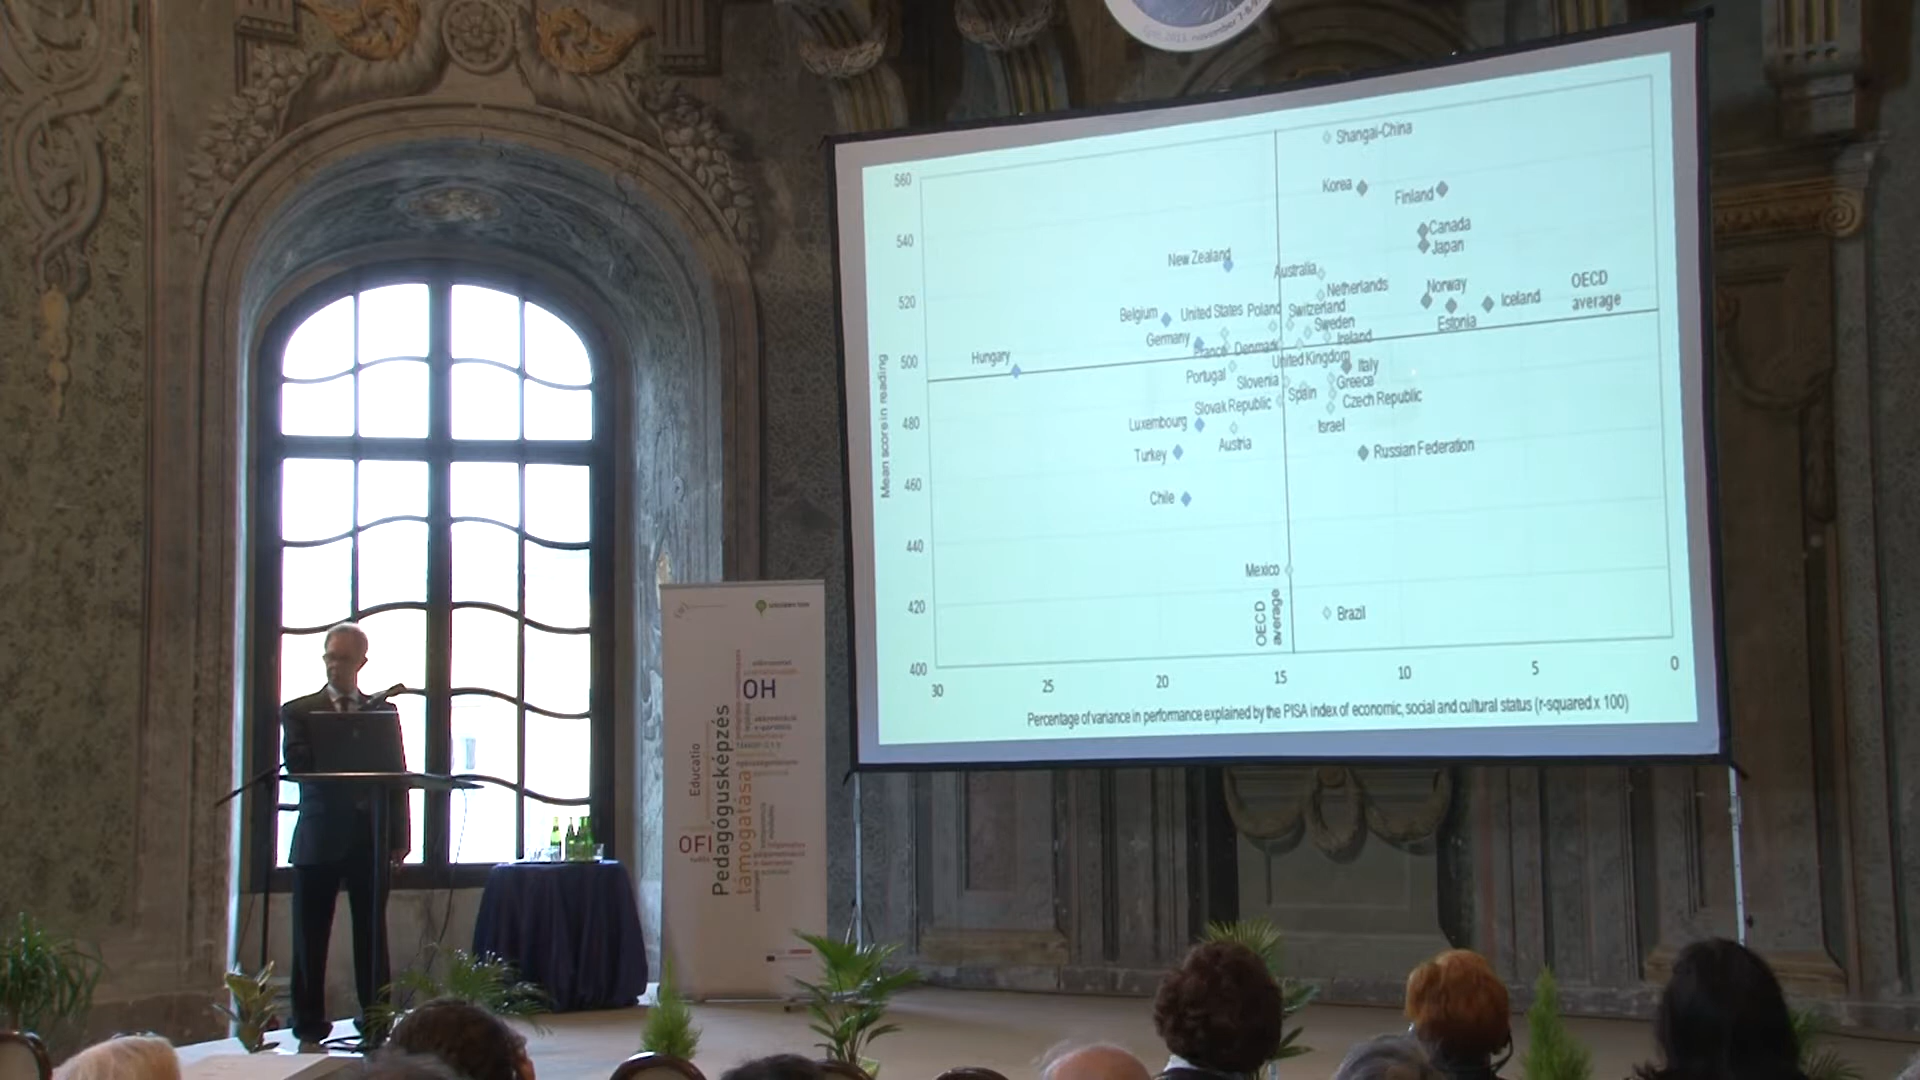 november 7-8.
Shangai-China
560
Korea
Finland
Canada
540
Japan
New Zealand
Australia
OECD
average
Netherlands
Norway
520
Iceland
Belgium
United States
Poland
Switzerland
Sweden
Estonia
Germany
Ireland
France
Denmark
Hungary
500
United Kingdom
Italy
Portugal
Slovenia
Greece
Spain
Czech Republic
Slovak Republic
480
Luxembourg
Israel
Austria
Turkey
Russian Federation
460
Chile
440
Mexico
420
OECD
average
Brazil
400
30
25
20
15
10
5
0
Mean score in reading
Percentage of variance in performance explained by the PISA index of economic, social and cultural status (r-squared x 100)
OH
Educatio
Pedagógusképzés
támogatása
OFI